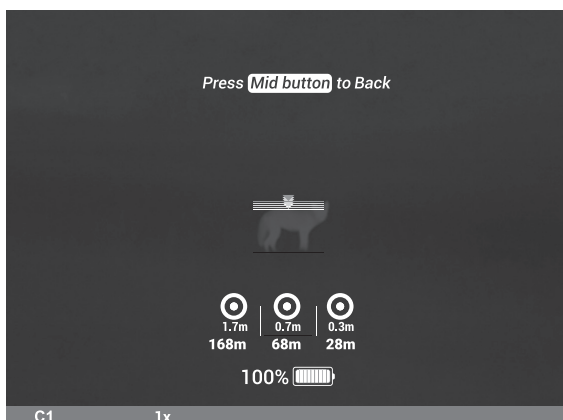 Press Mid button to Back
1.7m 0.7m 0.3m
168m 68m 28m
100%
C1 1x